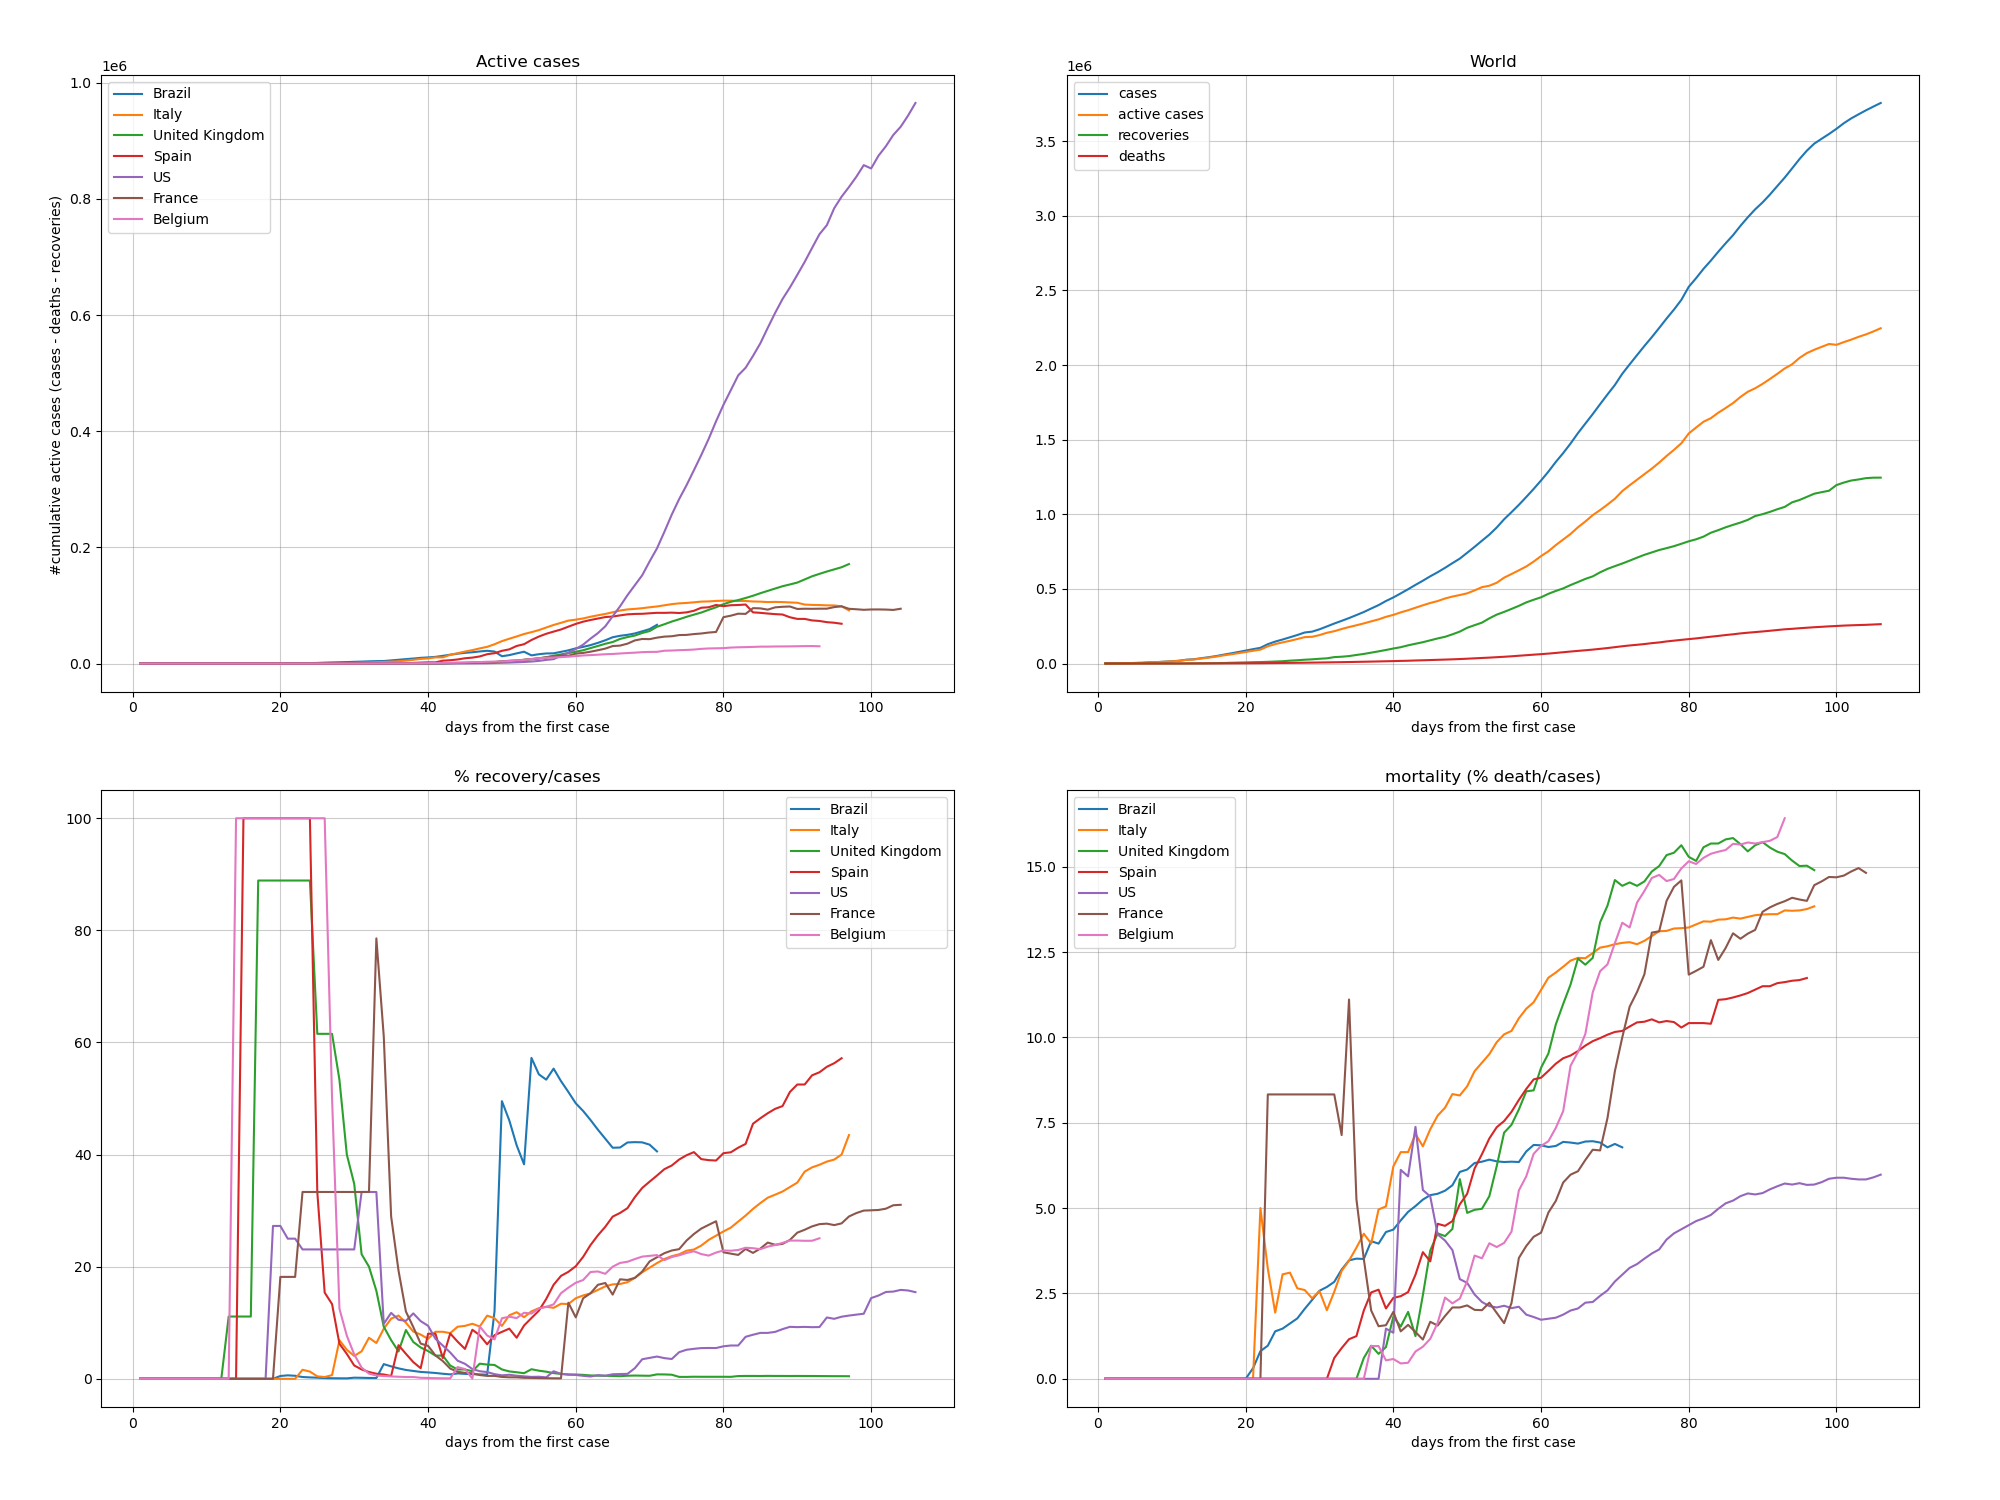 Active cases
1e6
1.0
0.8
0.6
0.4
0.2
0.0
#cumulative active cases (cases - deaths - recoveries)
Brazil
Italy
United Kingdom
Spain
US
France
Belgium
0 20 40 60 80 100
days from the first case
World
1e6
3.5
3.0
2.5
2.0
1.5
1.0
0.5
0.0
cases
active cases
recoveries
deaths
0 20 40 60 80 100
days from the first case
% recovery/cases
100
80
60
40
20
0
Brazil
Italy
United Kingdom
Spain
US
France
Belgium
0 20 40 60 80 100
days from the first case
mortality (% death/cases)
15.0
12.5
10.0
7.5
5.0
2.5
0.0
Brazil
Italy
United Kingdom
Spain
US
France
Belgium
0 20 40 60 80 100
days from the first case